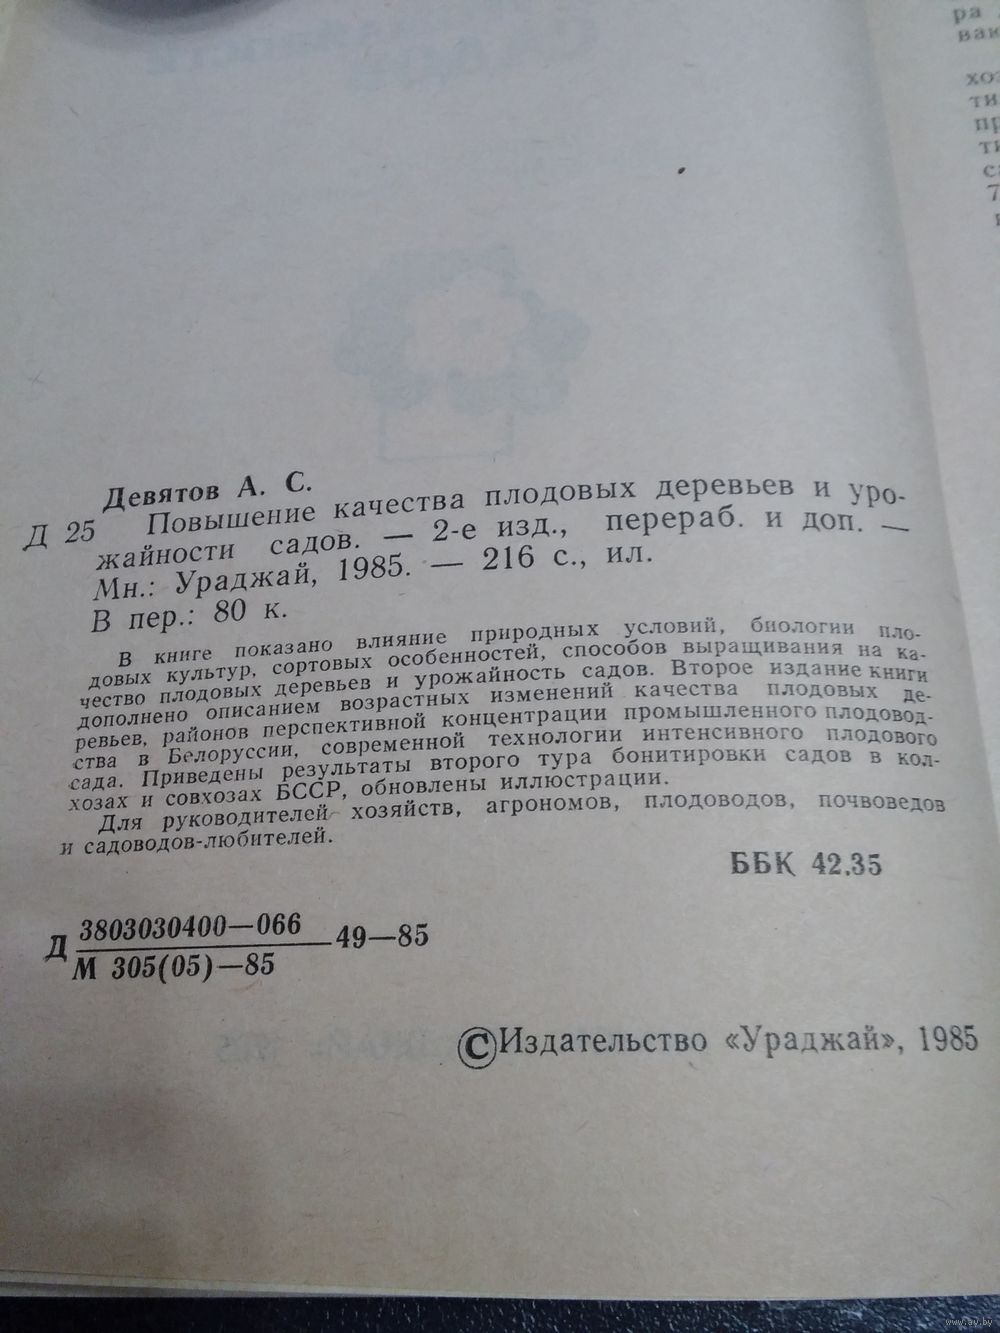 Девятов А. С.
Д 25 Повышение качества плодовых деревьев и уро-
жайности садов. — 2-е изд., перераб. и доп. —
Мн.: Ураджай, 1985. — 216 с., ил.
В пер.: 80 к.
В книге показано влияние природных условий, биологии пло-
довых культур, сортовых особенностей, способов выращивания на ка-
чество плодовых деревьев и урожайность садов. Второе издание книги
дополнено описанием возрастных изменений качества плодовых де-
ревьев, районов перспективной концентрации промышленного плодовод-
ства в Белоруссии, современной технологии интенсивного плодового
сада. Приведены результаты второго тура бонитировки садов в кол-
хозах и совхозах БССР, обновлены иллюстрации.
Для руководителей хозяйств, агрономов, плодоводов, почвоведов
и садоводов-любителей.
ББК 42.35
Д 3803030400—066 49—85
М 305(05)—85
© Издательство «Ураджай», 1985
www.ay.by